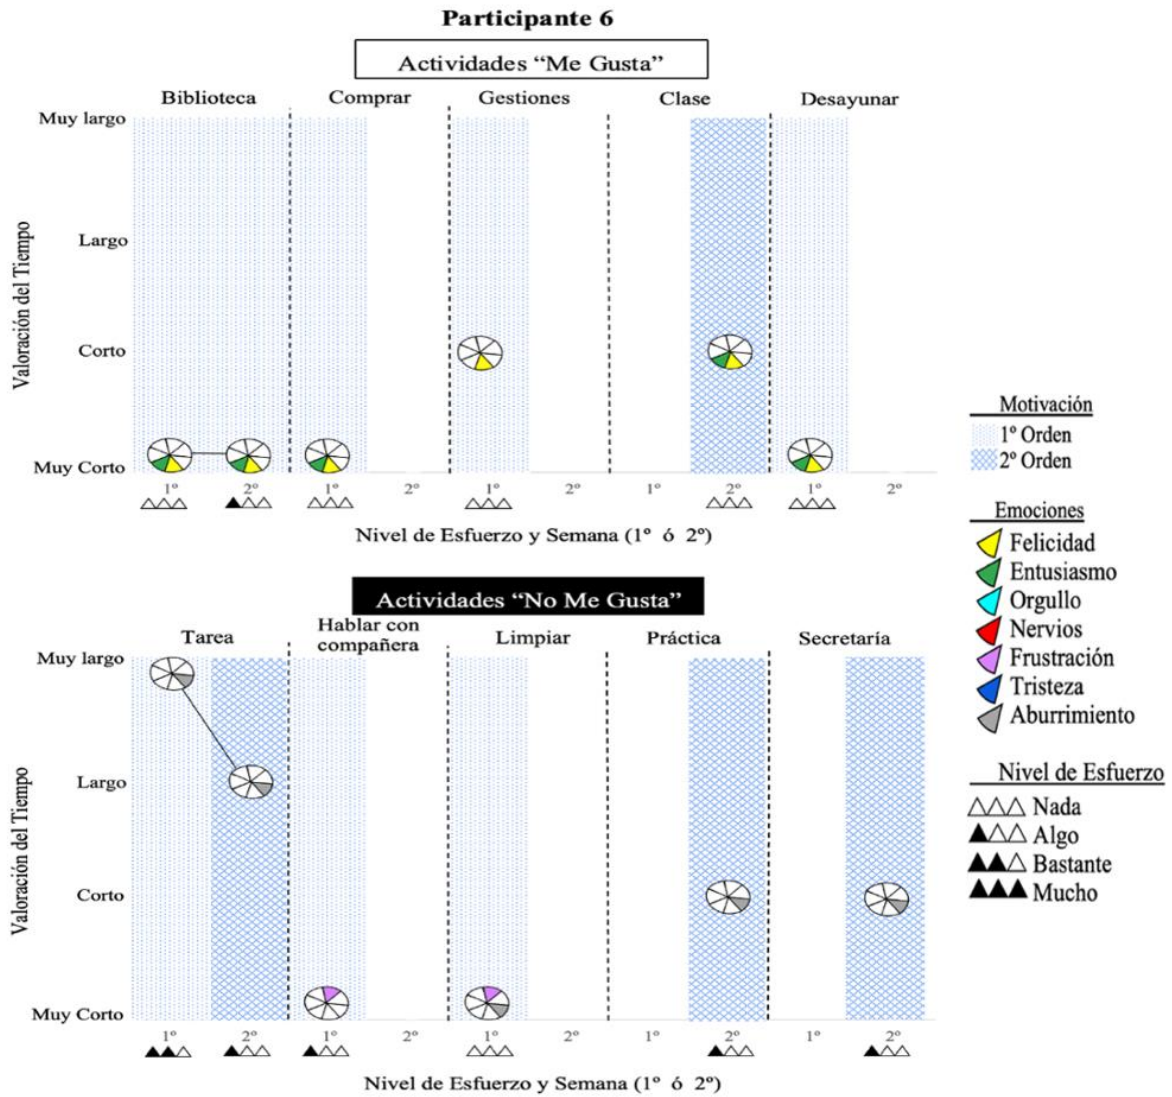 Participante 6
Actividades “Me Gusta”
Biblioteca Comprar Gestiones Clase Desayunar
Muy largo
Largo
Corto
Muy Corto
Valoración del Tiempo
1º 2º 1º 2º 1º 2º 1º 2º 1º 2º
Nivel de Esfuerzo y Semana (1º ó 2º)
Actividades “No Me Gusta”
Tarea Hablar con compañera Limpiar Práctica Secretaría
Muy largo
Largo
Corto
Muy Corto
Valoración del Tiempo
1º 2º 1º 2º 1º 2º 1º 2º 1º 2º
Nivel de Esfuerzo y Semana (1º ó 2º)
Motivación
1º Orden
2º Orden
Emociones
Felicidad
Entusiasmo
Orgullo
Nervios
Frustración
Tristeza
Aburrimiento
Nivel de Esfuerzo
Nada
Algo
Bastante
Mucho